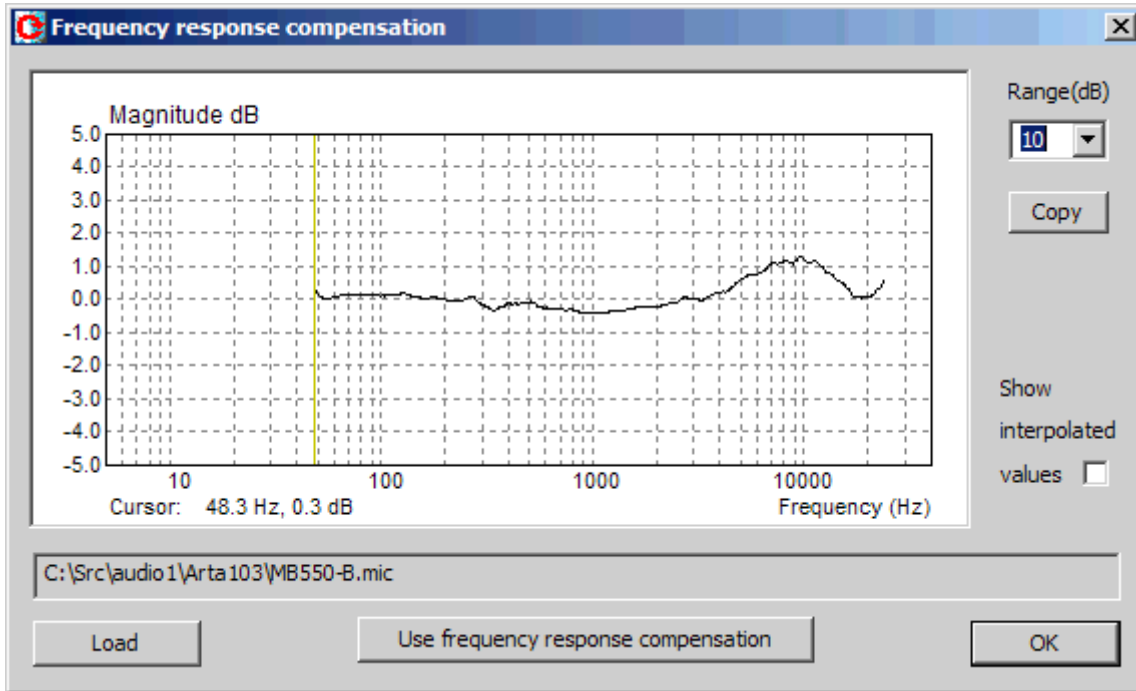 Frequency response compensation
Magnitude dB
5.0
4.0
3.0
2.0
1.0
0.0
-1.0
-2.0
-3.0
-4.0
-5.0
10 100 1000 10000
Cursor: 48.3 Hz, 0.3 dB Frequency (Hz)
Range(dB)
10
Copy
Show
interpolated
values
C:\Src\audio1\Arta103\MB550-B.mic
Load Use frequency response compensation OK